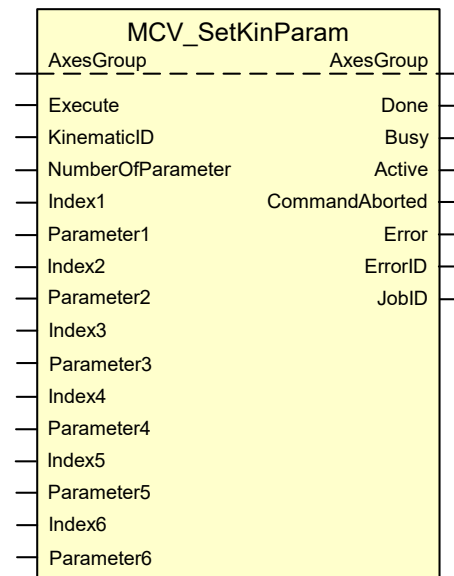 MCV_SetKinParam
AxesGroup AxesGroup
Execute Done
KinematicID Busy
NumberOfParameter Active
Index1 CommandAborted
Parameter1 Error
Index2 ErrorID
Parameter2 JobID
Index3
Parameter3
Index4
Parameter4
Index5
Parameter5
Index6
Parameter6